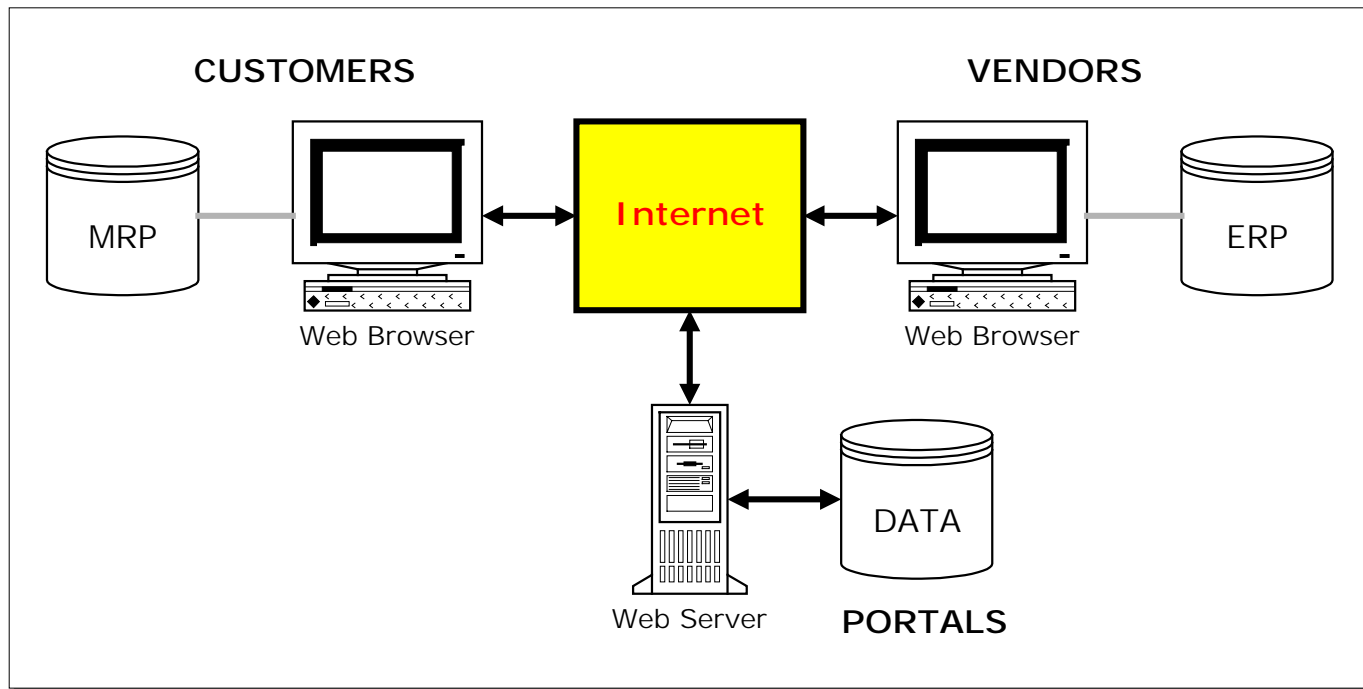 CUSTOMERS
VENDORS
MRP
Internet
ERP
Web Browser
Web Browser
DATA
Web Server
PORTALS